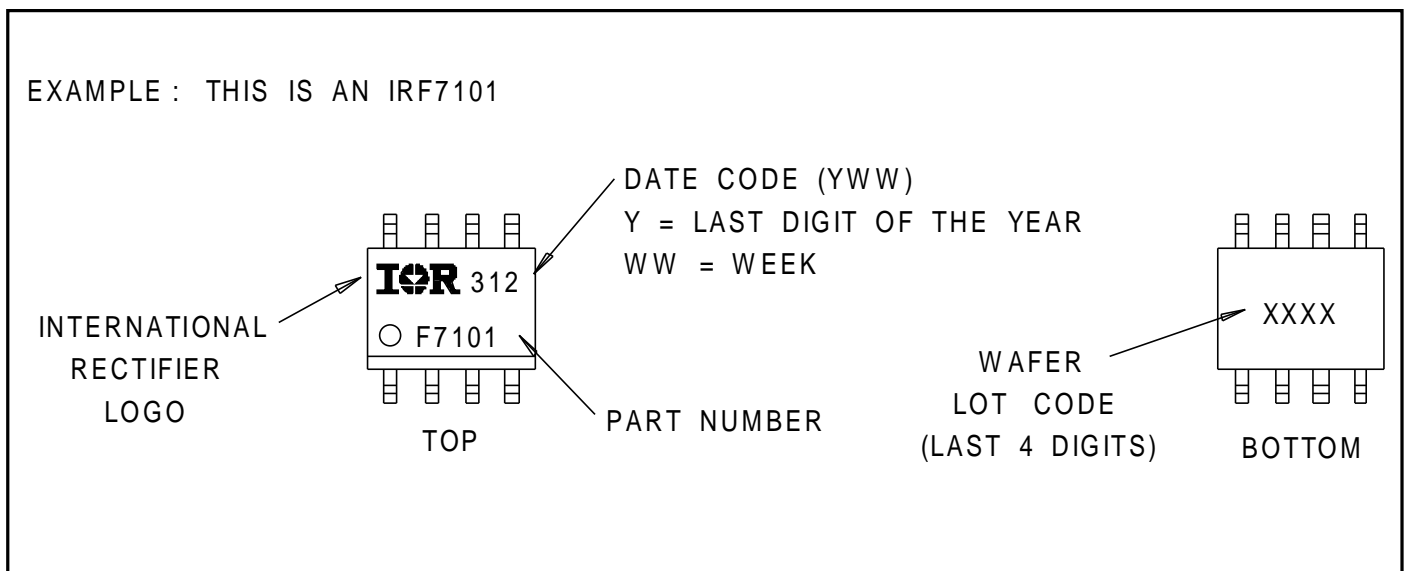 EXAMPLE : THIS IS AN IRF7101
DATE CODE (YWW)
Y = LAST DIGIT OF THE YEAR
WW = WEEK
IOR 312
F7101
INTERNATIONAL
RECTIFIER
LOGO
PART NUMBER
TOP
XXXX
WAFER
LOT CODE
(LAST 4 DIGITS)
BOTTOM